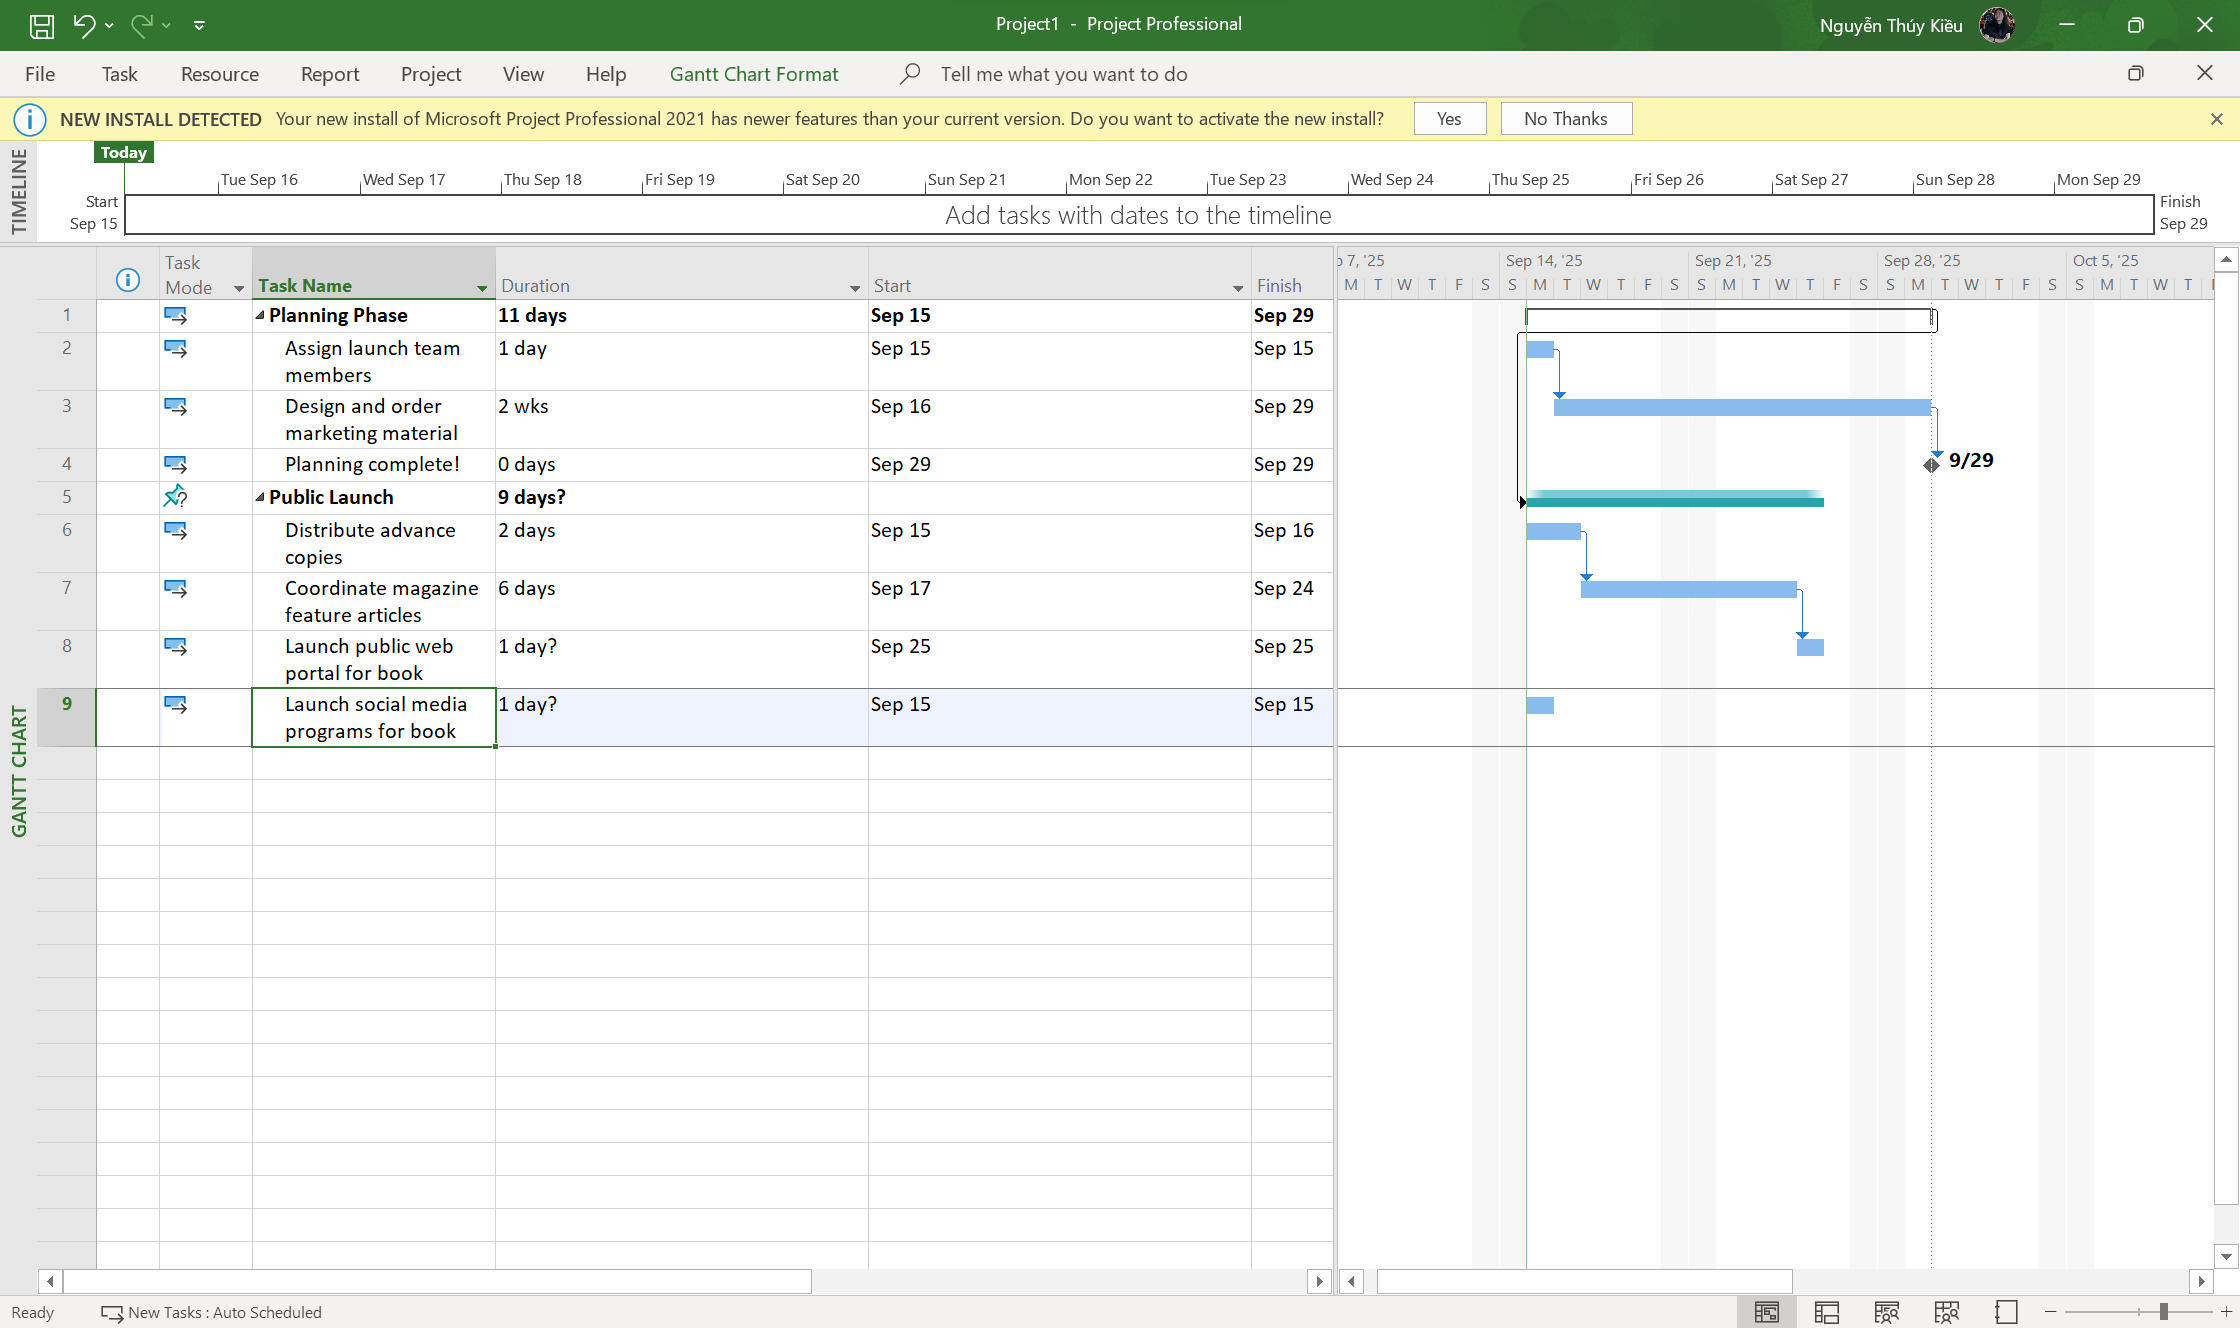 Project1 - Project Professional
Nguyễn Thúy Kiều
File Task Resource Report Project View Help Gantt Chart Format Tell me what you want to do
NEW INSTALL DETECTED Your new install of Microsoft Project Professional 2021 has newer features than your current version. Do you want to activate the new install? Yes No Thanks
TIMELINE
Today
Tue Sep 16 Wed Sep 17 Thu Sep 18 Fri Sep 19 Sat Sep 20 Sun Sep 21 Mon Sep 22 Tue Sep 23 Wed Sep 24 Thu Sep 25 Fri Sep 26 Sat Sep 27 Sun Sep 28 Mon Sep 29
Start
Sep 15
Add tasks with dates to the timeline
Finish
Sep 29
GANTT CHART
Task
Mode Task Name Duration Start Finish
7, '25 Sep 14, '25 Sep 21, '25 Sep 28, '25 Oct 5, '25
M T W T F S S M T W T F S S M T W T F S S M T W T F S S M T W T
1 Planning Phase 11 days Sep 15 Sep 29
2 Assign launch team 1 day Sep 15 Sep 15
members
3 Design and order 2 wks Sep 16 Sep 29
marketing material
4 Planning complete! 0 days Sep 29 Sep 29
9/29
5 Public Launch 9 days?
6 Distribute advance 2 days Sep 15 Sep 16
copies
7 Coordinate magazine 6 days Sep 17 Sep 24
feature articles
8 Launch public web 1 day? Sep 25 Sep 25
portal for book
9 Launch social media 1 day? Sep 15 Sep 15
programs for book
Ready New Tasks : Auto Scheduled